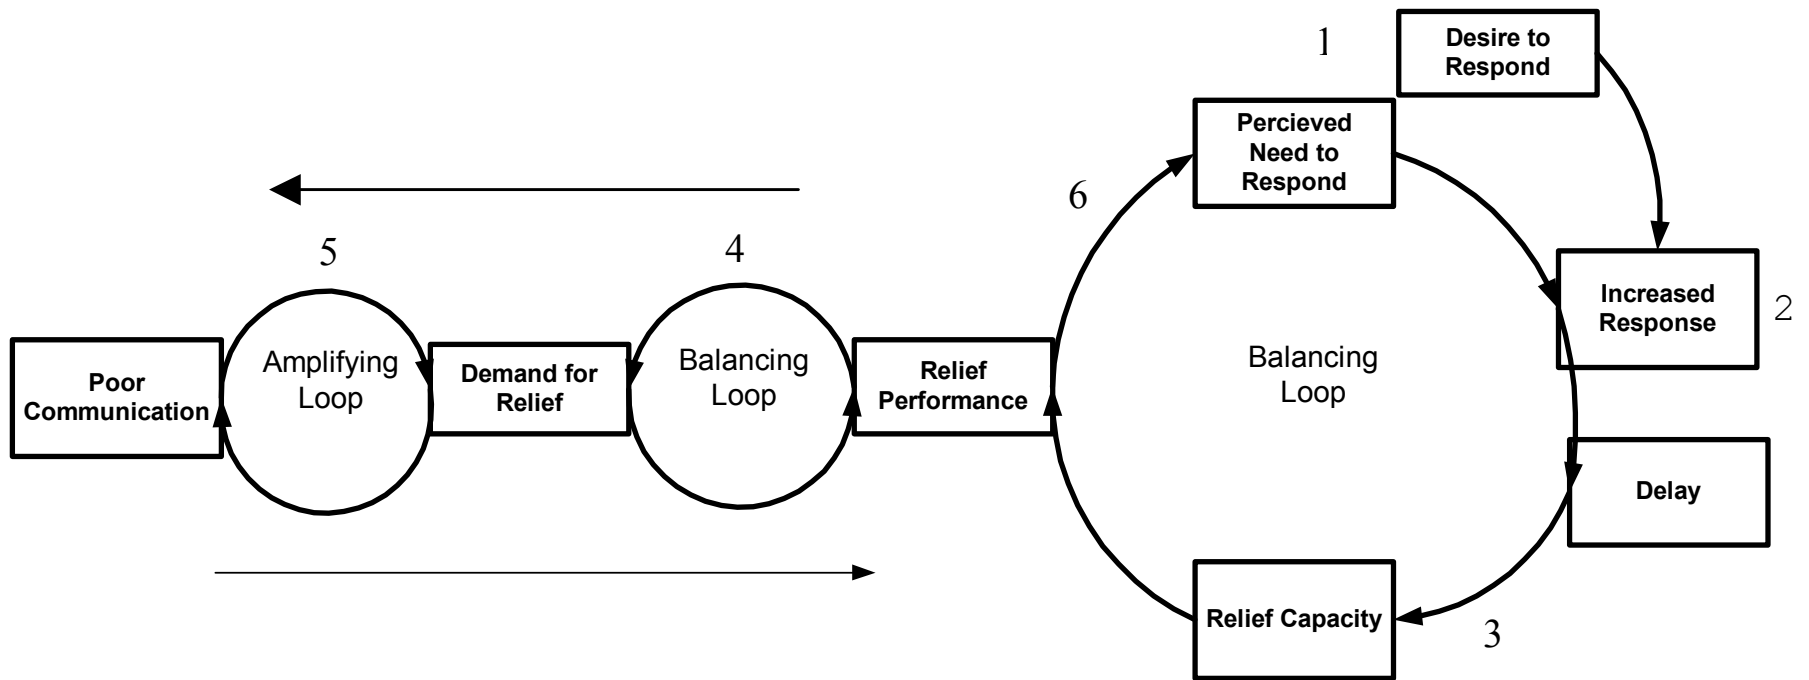 1
Desire to
Respond
Percieved
Need to
Respond
6
5
4
Increased
Response
2
Amplifying
Loop
Balancing
Loop
Balancing
Loop
Poor
Communication
Demand for
Relief
Relief
Performance
Delay
Relief Capacity
3